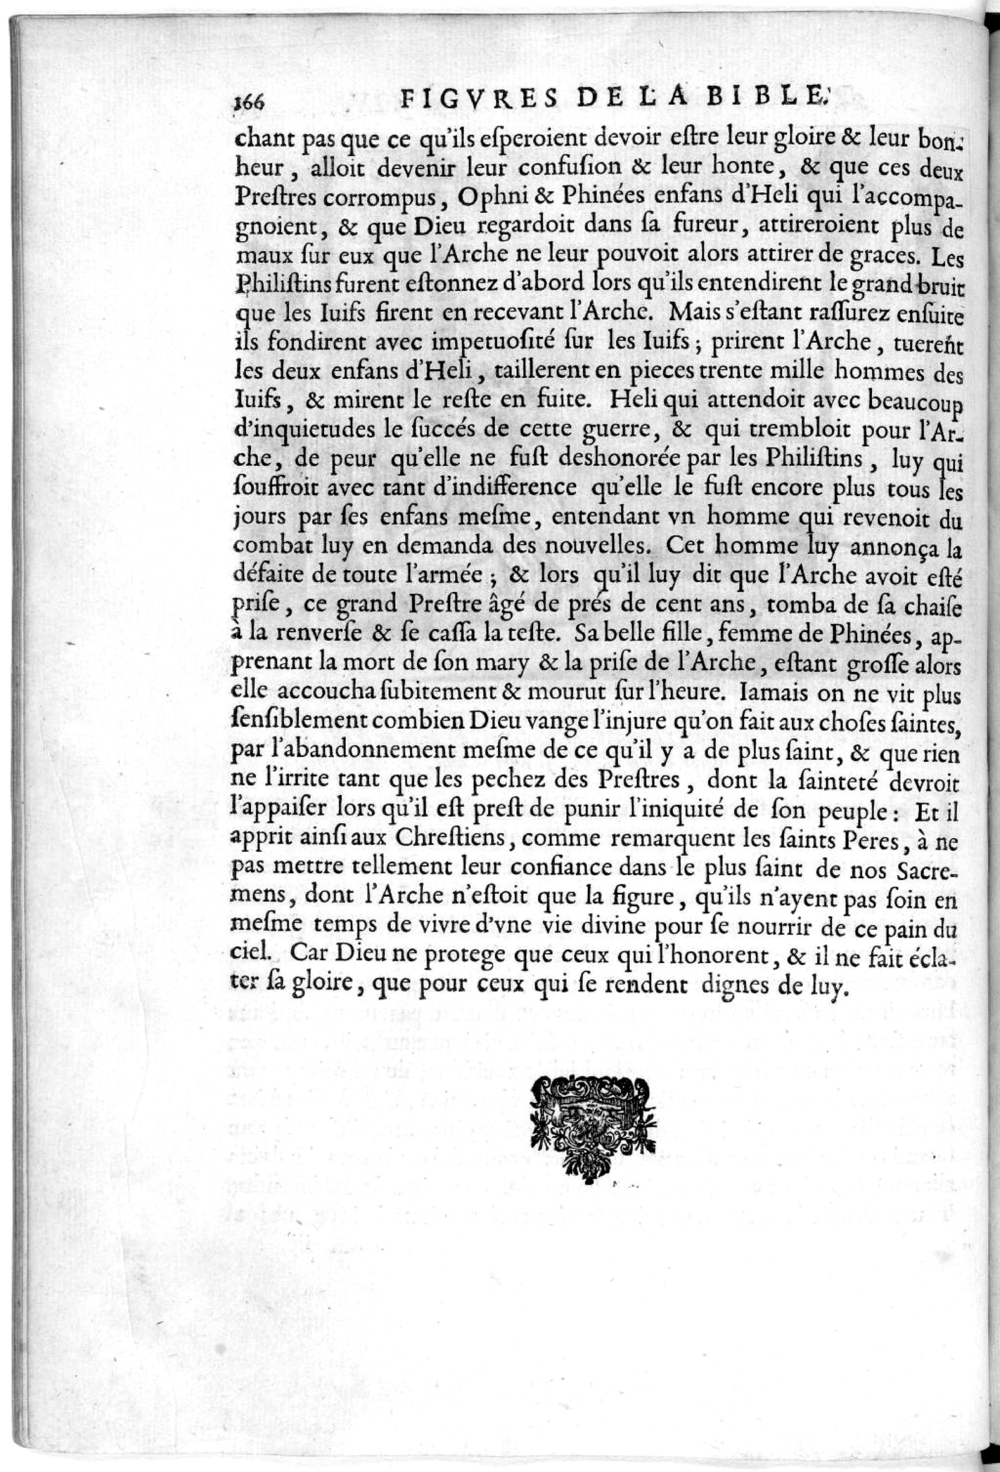 166 FIGVRES DE LA BIBLE.
chant pas que ce qu'ils eſperoient devoir eſtre leur gloire & leur bon-
heur, alloit devenir leur confuſion & leur honte, & que ces deux
Preſtres corrompus, Ophni & Phinées enfans d'Heli qui l'accompa-
gnoient, & que Dieu regardoit dans ſa fureur, attireroient plus de
maux ſur eux que l'Arche ne leur pouvoit alors attirer de graces. Les
Philiſtins furent eſtonnez d'abord lors qu'ils entendirent le grand bruit
que les Iuifs firent en recevant l'Arche. Mais s'eſtant raſſurez enſuite
ils fondirent avec impetuoſité ſur les Iuifs; prirent l'Arche, tuerent
les deux enfans d'Heli, taillerent en pieces trente mille hommes des
Iuifs, & mirent le reſte en fuite. Heli qui attendoit avec beaucoup
d'inquietudes le ſuccés de cette guerre, & qui trembloit pour l'Ar-
che, de peur qu'elle ne fuſt deshonorée par les Philiſtins, luy qui
ſouffroit avec tant d'indifference qu'elle le fuſt encore plus tous les
jours par ſes enfans meſme, entendant vn homme qui revenoit du
combat luy en demanda des nouvelles. Cet homme luy annonça la
défaite de toute l'armée; & lors qu'il luy dit que l'Arche avoit eſté
priſe, ce grand Preſtre âgé de prés de cent ans, tomba de ſa chaiſe
à la renverſe & ſe caſſa la teſte. Sa belle fille, femme de Phinées, ap-
prenant la mort de ſon mary & la priſe de l'Arche, eſtant groſſe alors
elle accoucha ſubitement & mourut ſur l'heure. Iamais on ne vit plus
ſenſiblement combien Dieu vange l'injure qu'on fait aux choſes ſaintes,
par l'abandonnement meſme de ce qu'il y a de plus ſaint, & que rien
ne l'irrite tant que les pechez des Preſtres, dont la ſainteté devroit
l'appaiſer lors qu'il eſt preſt de punir l'iniquité de ſon peuple: Et il
apprit ainſi aux Chreſtiens, comme remarquent les ſaints Peres, à ne
pas mettre tellement leur confiance dans le plus ſaint de nos Sacre-
mens, dont l'Arche n'eſtoit que la figure, qu'ils n'ayent pas ſoin en
meſme temps de vivre d'vne vie divine pour ſe nourrir de ce pain du
ciel. Car Dieu ne protege que ceux qui l'honorent, & il ne fait écla-
ter ſa gloire, que pour ceux qui ſe rendent dignes de luy.